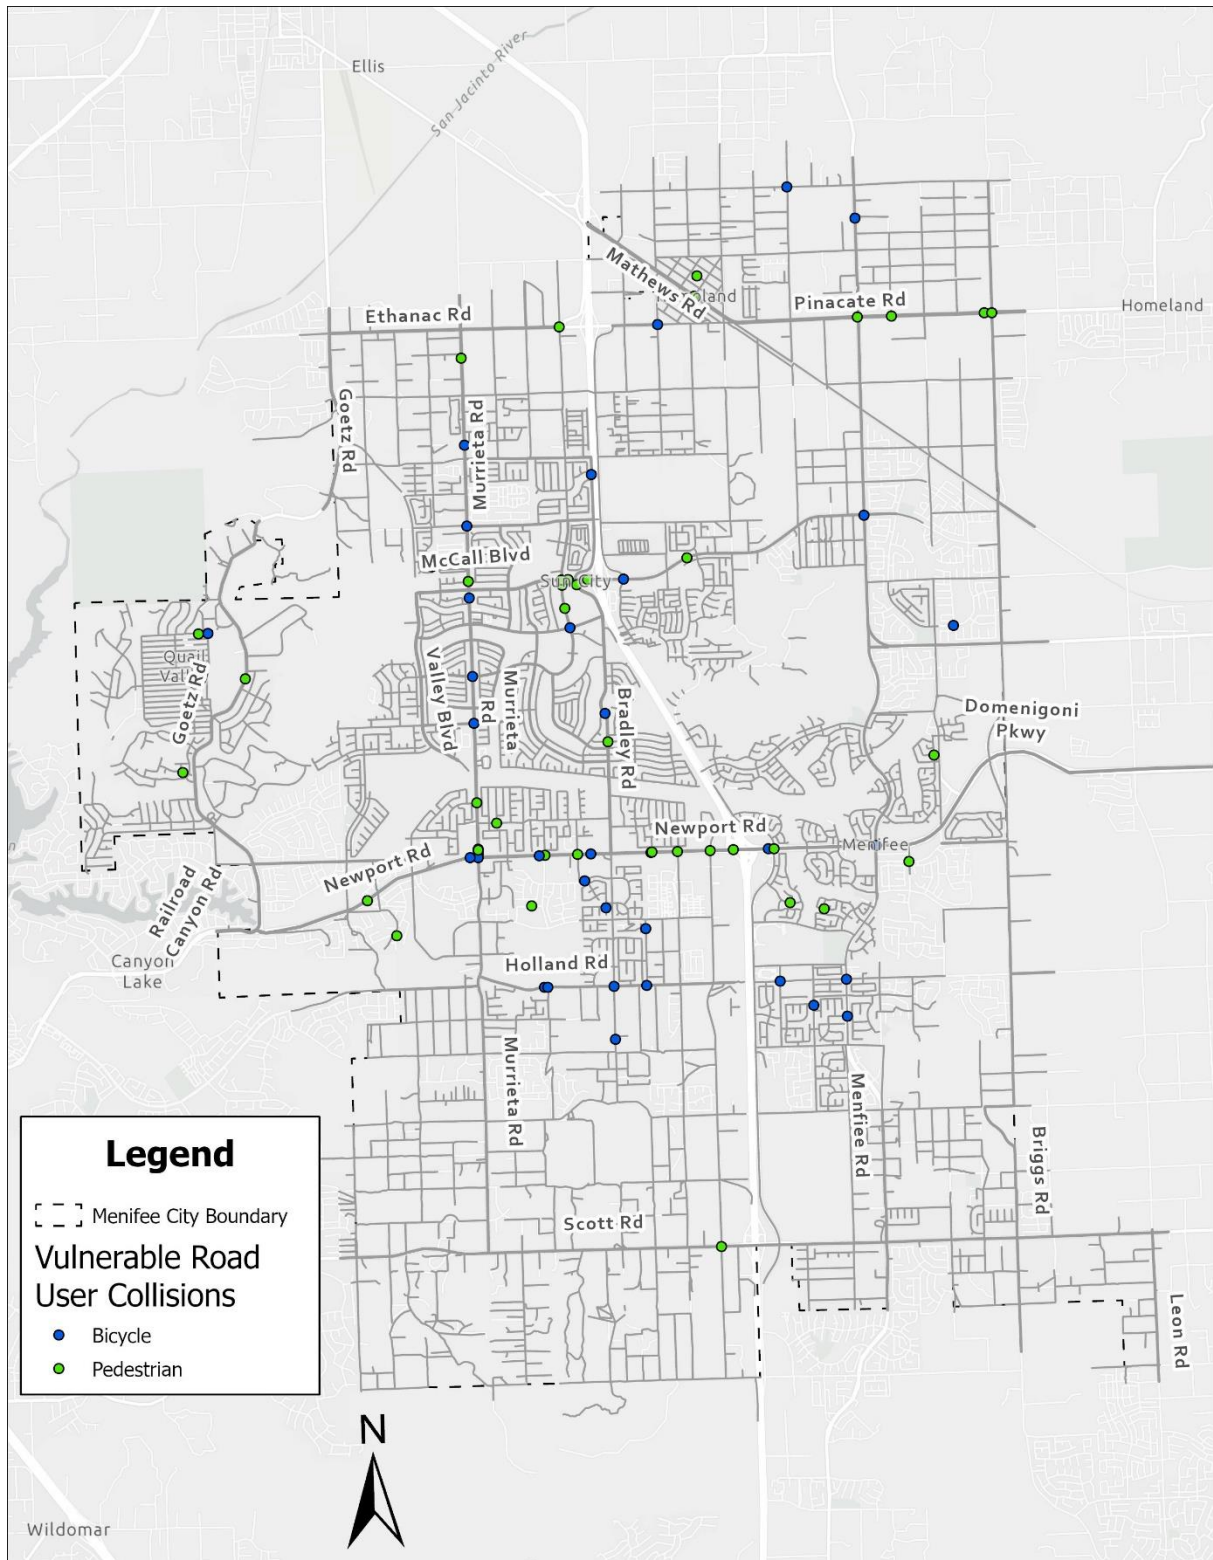 Ellis
San Jacinto River
Mathews Rd
land
Pinacate Rd
Homeland
Ethanac Rd
Goetz Rd
Murrieta Rd
McCall Blvd
Sun City
Quail
Valley
Goetz Rd
Valley Blvd
Murrieta
Rd
Bradley Rd
Domenigoni
Pkwy
Newport Rd
Menifee
Newport Rd
Railroad
Canyon Rd
Canyon
Lake
Holland Rd
Murrieta Rd
Menfiee Rd
Briggs Rd
Scott Rd
Leon Rd
Legend
Menifee City Boundary
Vulnerable Road
User Collisions
Bicycle
Pedestrian
N
Wildomar